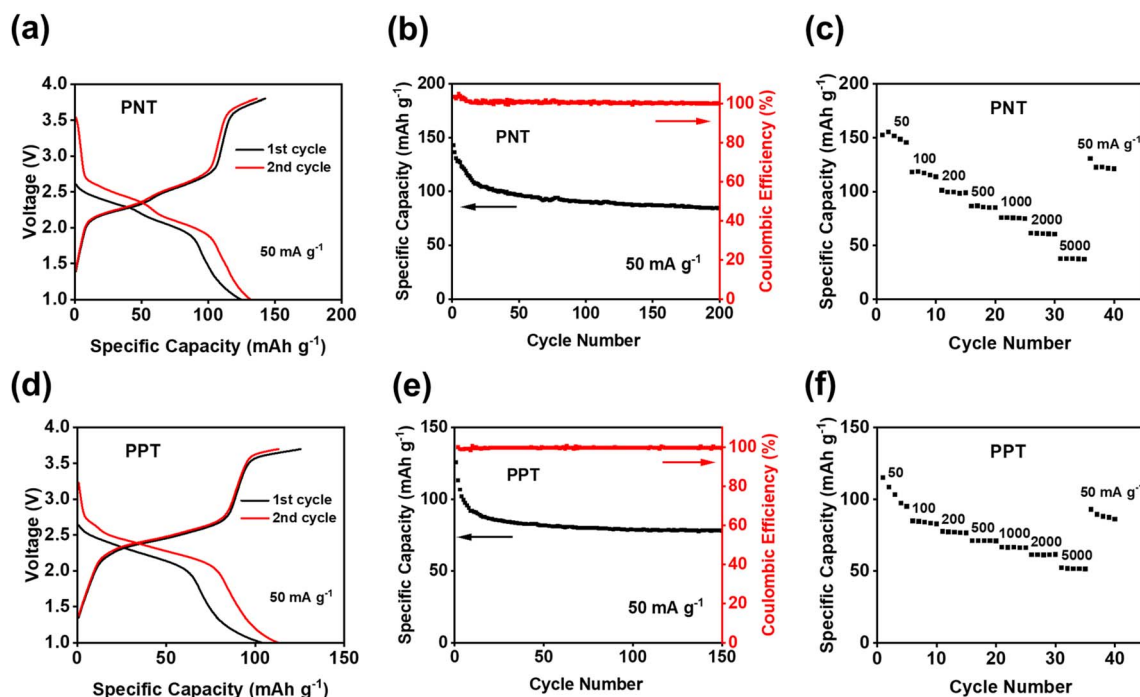 (a)
4.0
3.5
3.0
2.5
2.0
1.5
1.0
Voltage (V)
PNT
1st cycle
2nd cycle
50 mA g⁻¹
0 50 100 150 200
Specific Capacity (mAh g⁻¹)
(b)
200
150
100
50
0
Specific Capacity (mAh g⁻¹)
PNT
50 mA g⁻¹
100
80
60
40
20
0
Coulombic Efficiency (%)
0 50 100 150 200
Cycle Number
(c)
200
150
100
50
0
Specific Capacity (mAh g⁻¹)
PNT
50
100
200
500
1000
2000
5000
50 mA g⁻¹
0 10 20 30 40
Cycle Number
(d)
4.0
3.5
3.0
2.5
2.0
1.5
1.0
Voltage (V)
PPT
1st cycle
2nd cycle
50 mA g⁻¹
0 50 100 150
Specific Capacity (mAh g⁻¹)
(e)
150
100
50
0
Specific Capacity (mAh g⁻¹)
PPT
50 mA g⁻¹
100
80
60
40
20
0
Coulombic Efficiency (%)
0 50 100 150
Cycle Number
(f)
150
100
50
0
Specific Capacity (mAh g⁻¹)
PPT
50
100
200
500
1000
2000
5000
50 mA g⁻¹
0 10 20 30 40
Cycle Number